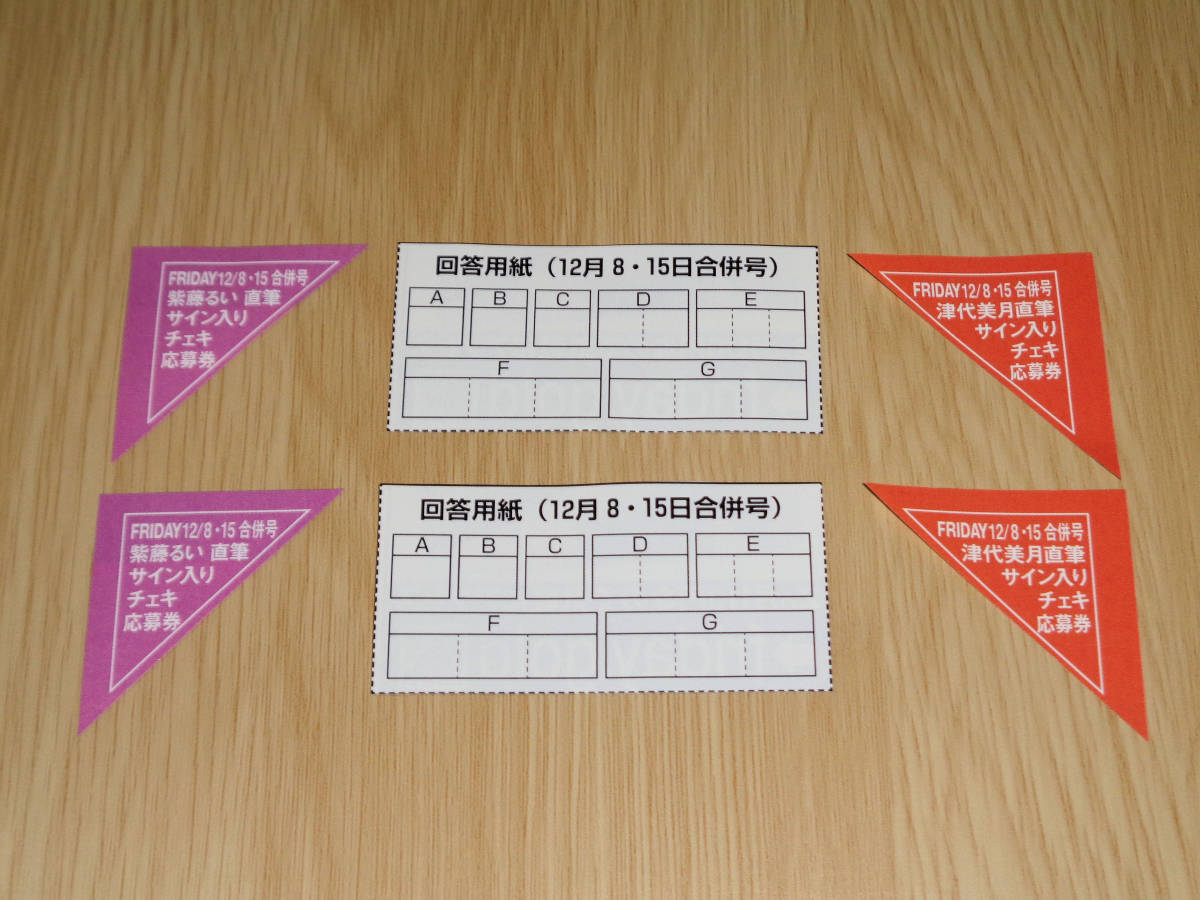 FRIDAY12/8・15合併号
紫藤るい 直筆
サイン入り
チェキ
応募券
回答用紙（12月8・15日合併号）
A B C D E
F G
FRIDAY12/8・15合併号
津代美月直筆
サイン入り
チェキ
応募券
FRIDAY12/8・15合併号
紫藤るい 直筆
サイン入り
チェキ
応募券
回答用紙（12月8・15日合併号）
A B C D E
F G
FRIDAY12/8・15合併号
津代美月直筆
サイン入り
チェキ
応募券